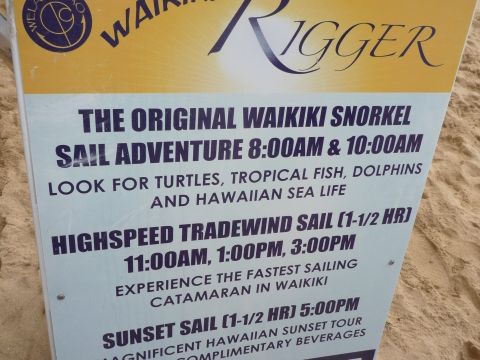 WAIKIKI
RIGGER
THE ORIGINAL WAIKIKI SNORKEL
SAIL ADVENTURE 8:00AM & 10:00AM
LOOK FOR TURTLES, TROPICAL FISH, DOLPHINS
AND HAWAIIAN SEA LIFE
HIGHSPEED TRADEWIND SAIL (1-1/2 HR)
11:00AM, 1:00PM, 3:00PM
EXPERIENCE THE FASTEST SAILING
CATAMARAN IN WAIKIKI
SUNSET SAIL (1-1/2 HR) 5:00PM
MAGNIFICENT HAWAIIAN SUNSET TOUR
COMPLIMENTARY BEVERAGES